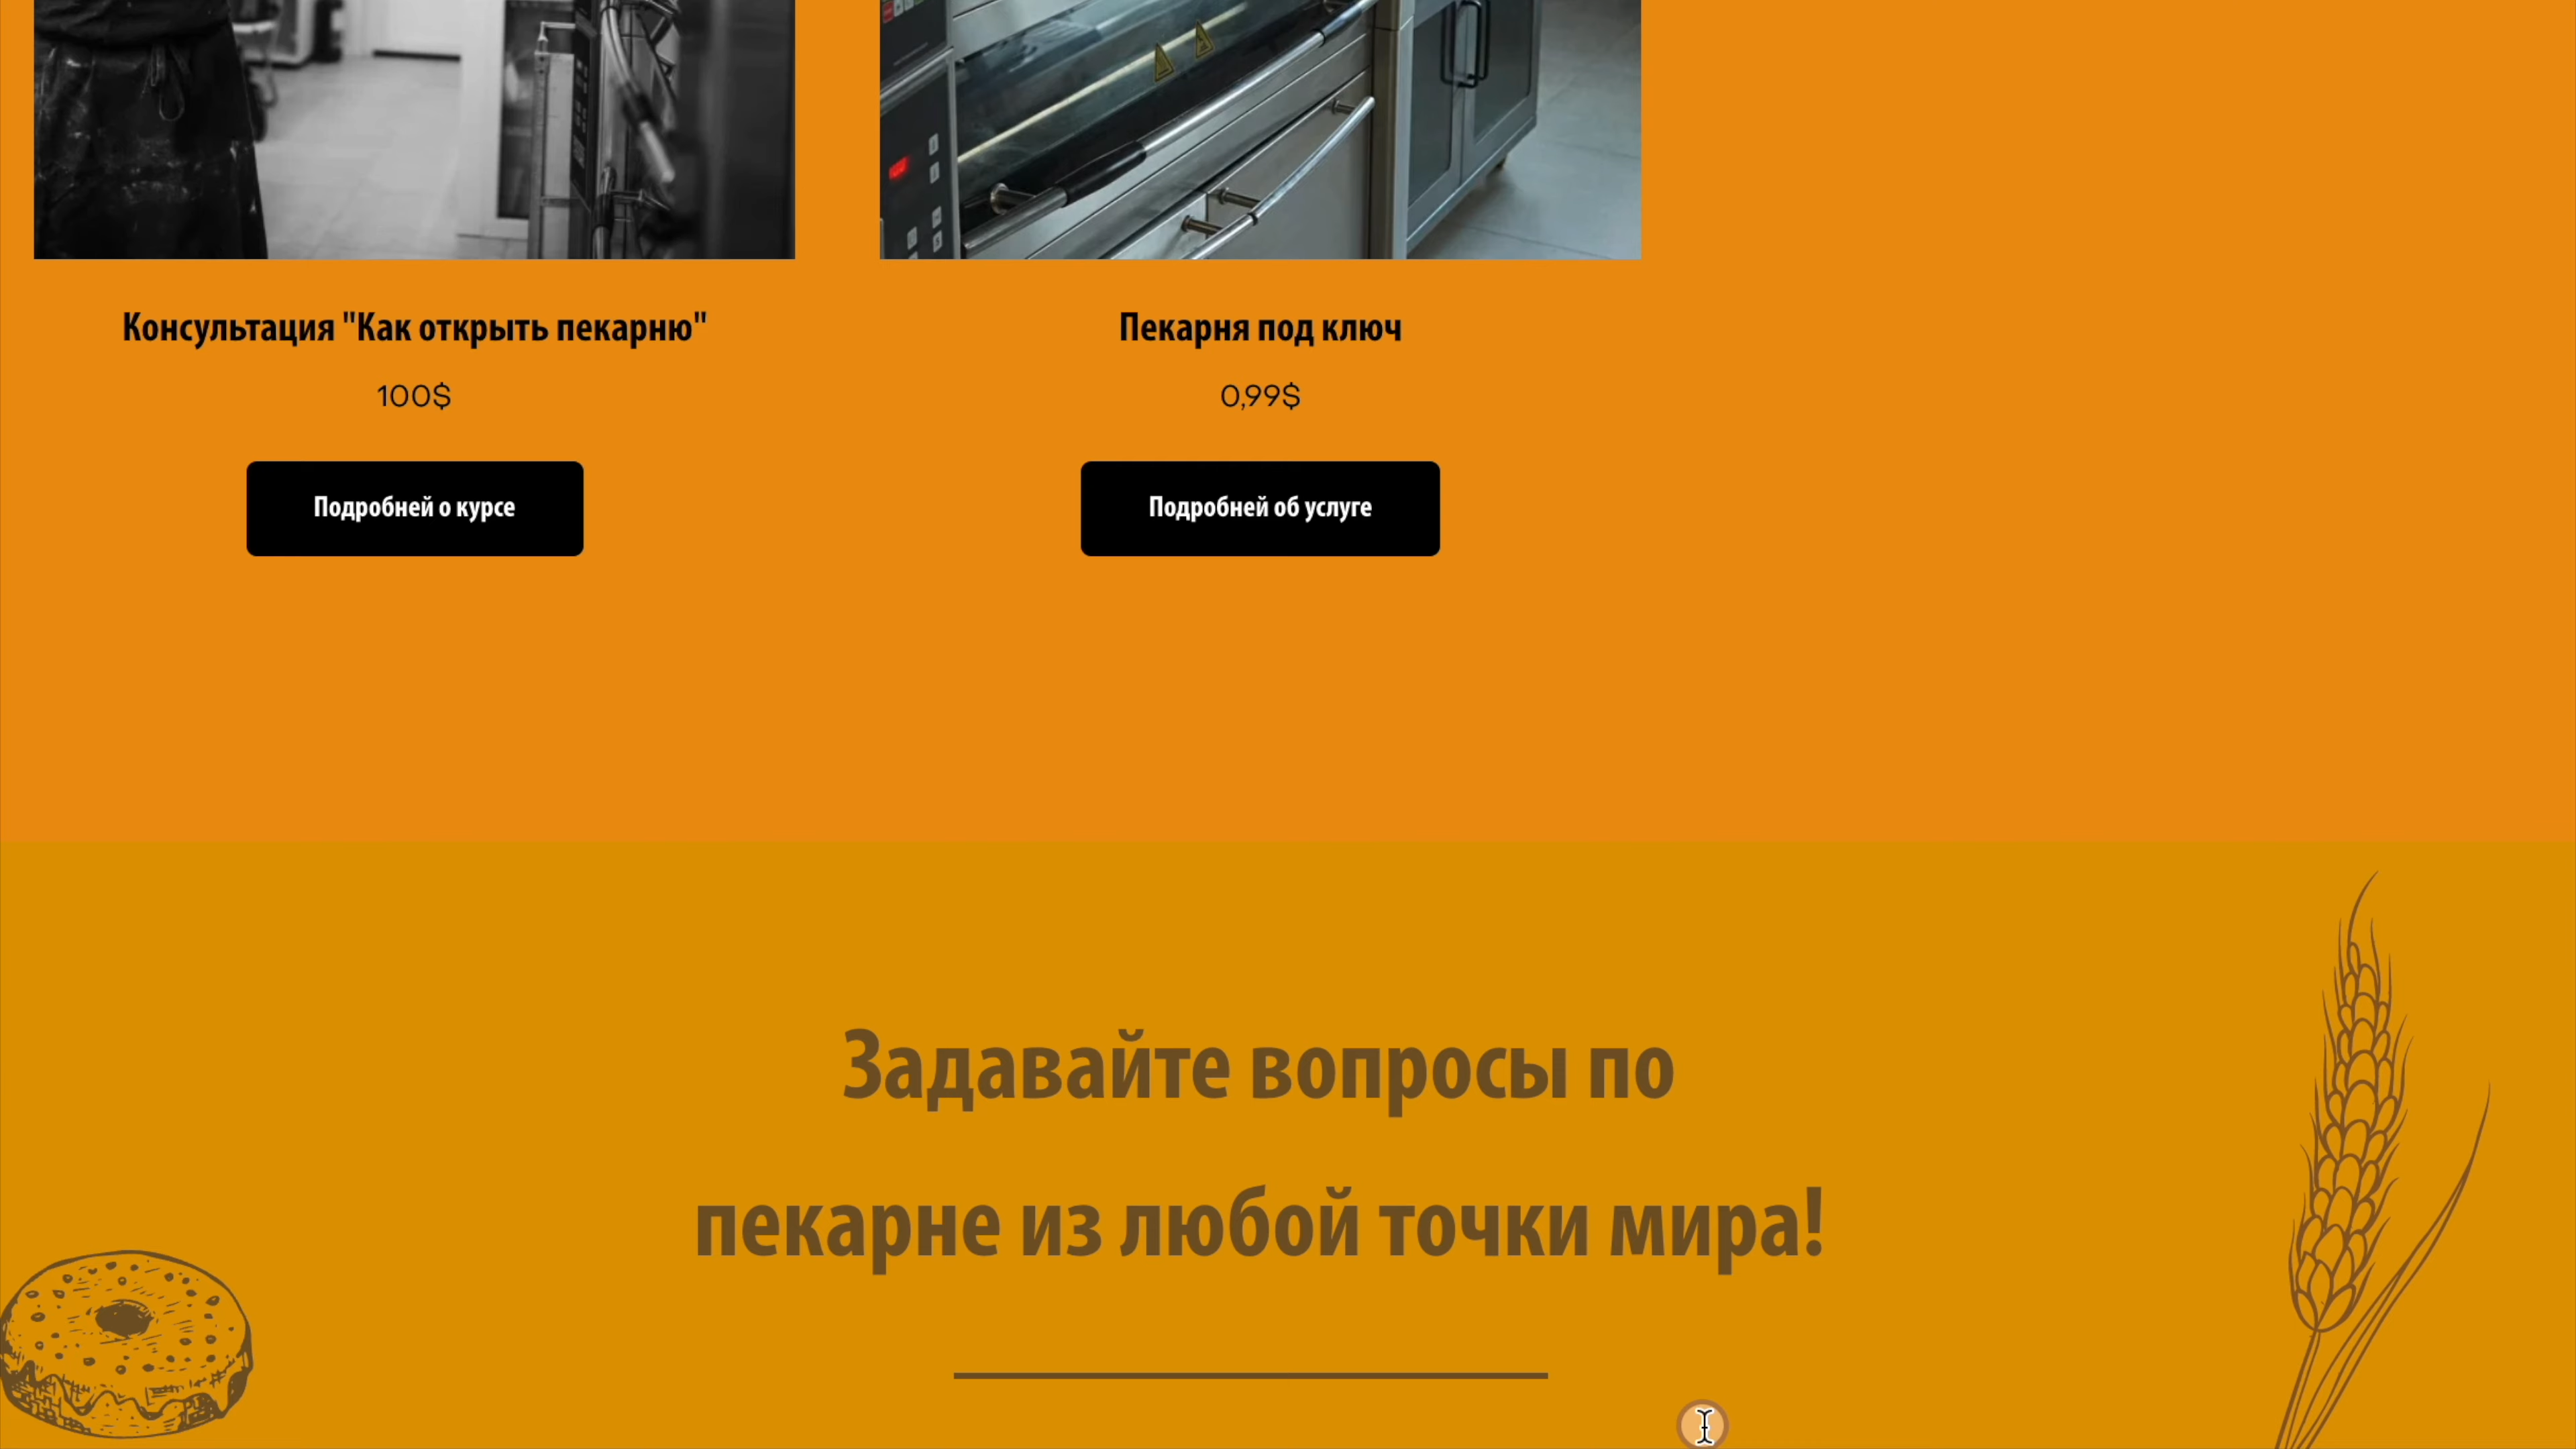 Консультация "Как открыть пекарню"
100$
Подробней о курсе
Пекарня под ключ
0,99$
Подробней об услуге
Задавайте вопросы по
пекарне из любой точки мира!